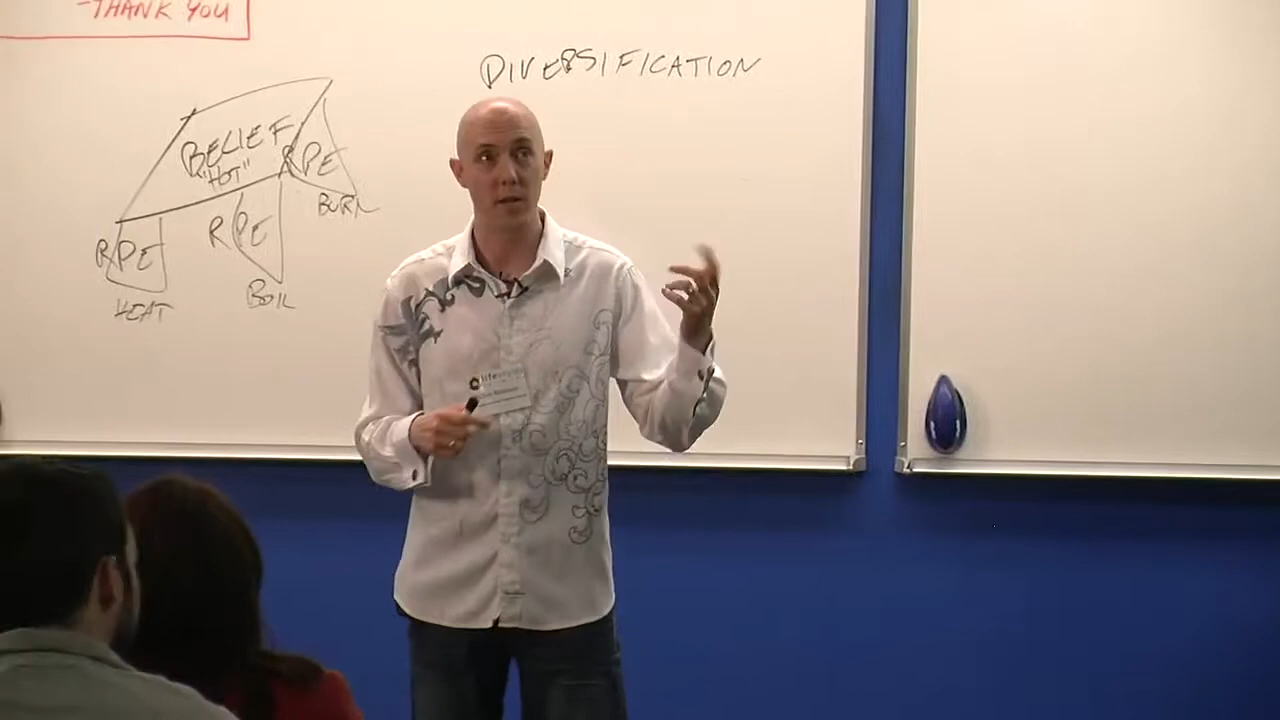 -THANK YOU
DIVERSIFICATION
BELIEF
"HOT"
RPE
BURN
RPE
BOIL
RPE
HEAT